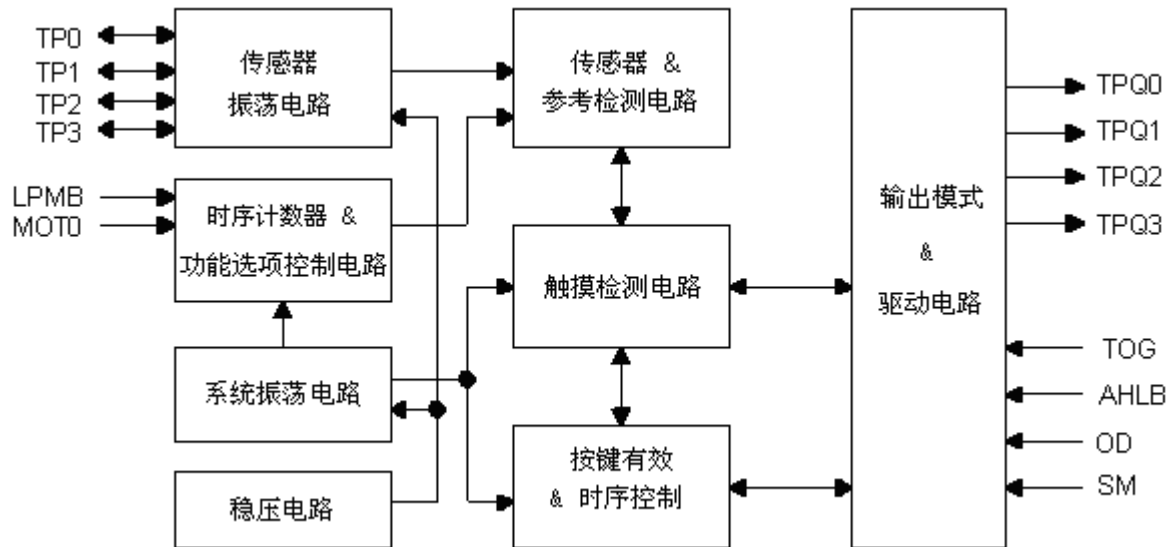 TP0
TP1
TP2
TP3
传感器
振荡电路
传感器 &
参考检测电路
LPMB
MOT0
时序计数器 &
功能选项控制电路
触摸检测电路
系统振荡电路
稳压电路
按键有效
& 时序控制
输出模式
&
驱动电路
TPQ0
TPQ1
TPQ2
TPQ3
TOG
AHLB
OD
SM